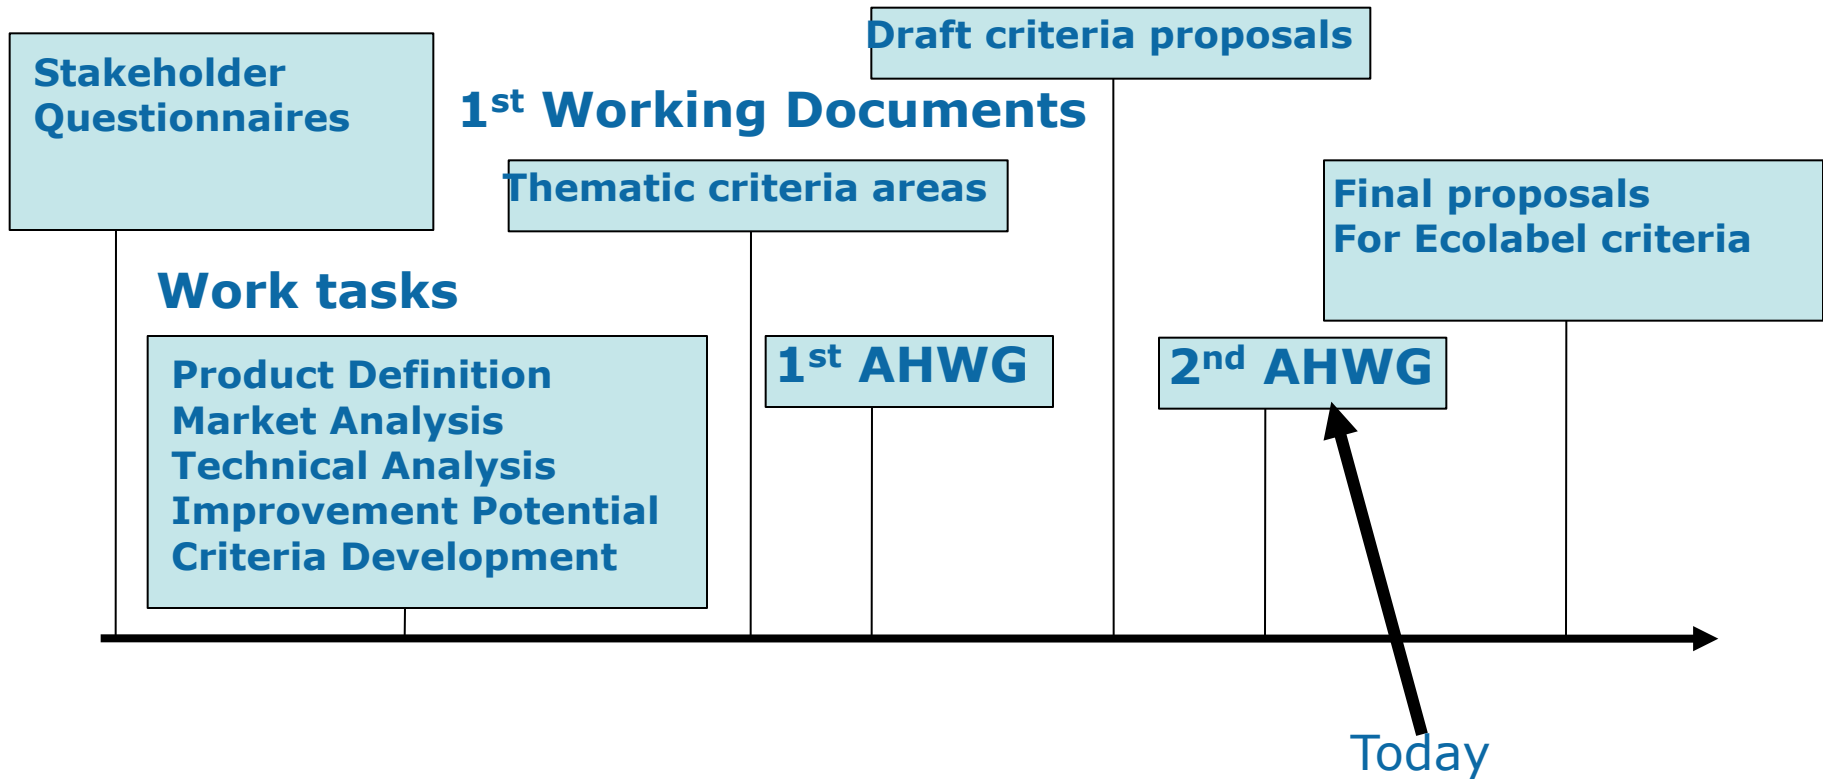 Stakeholder
Questionnaires
Draft criteria proposals
1st Working Documents
Thematic criteria areas
Final proposals
For Ecolabel criteria
Work tasks
Product Definition
Market Analysis
Technical Analysis
Improvement Potential
Criteria Development
1st AHWG
2nd AHWG
Today